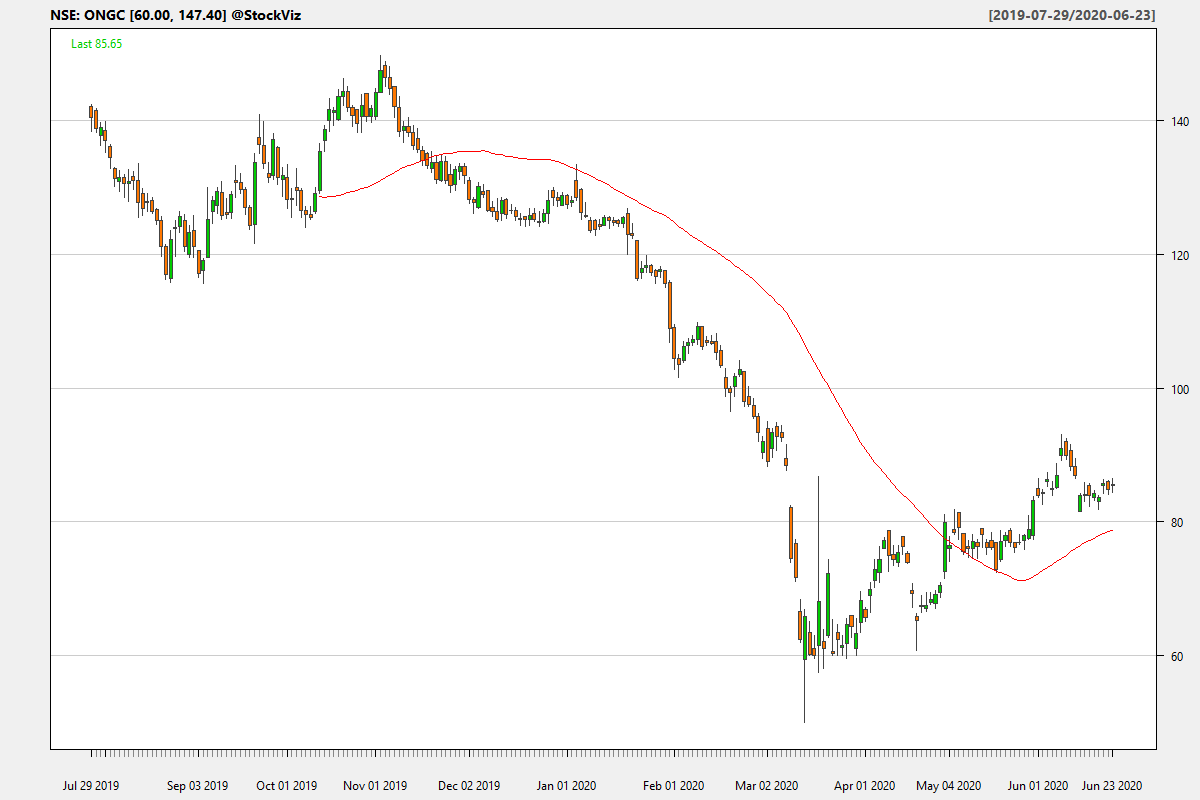 NSE: ONGC [60.00, 147.40] @StockViz
[2019-07-29/2020-06-23]
Last 85.65
140
120
100
80
60
Jul 29 2019 Sep 03 2019 Oct 01 2019 Nov 01 2019 Dec 02 2019 Jan 01 2020 Feb 01 2020 Mar 02 2020 Apr 01 2020 May 04 2020 Jun 01 2020 Jun 23 2020